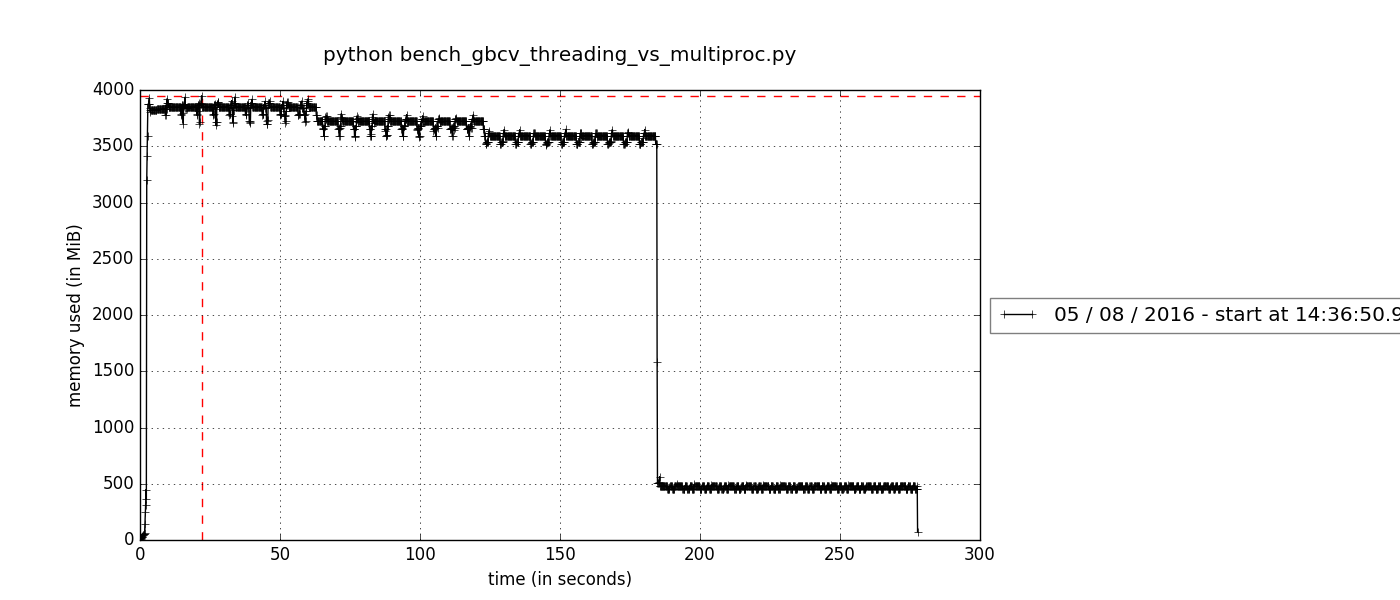 python bench_gbcv_threading_vs_multiproc.py
memory used (in MiB)
4000
3500
3000
2500
2000
1500
1000
500
0
0 50 100 150 200 250 300
time (in seconds)
05 / 08 / 2016 - start at 14:36:50.9